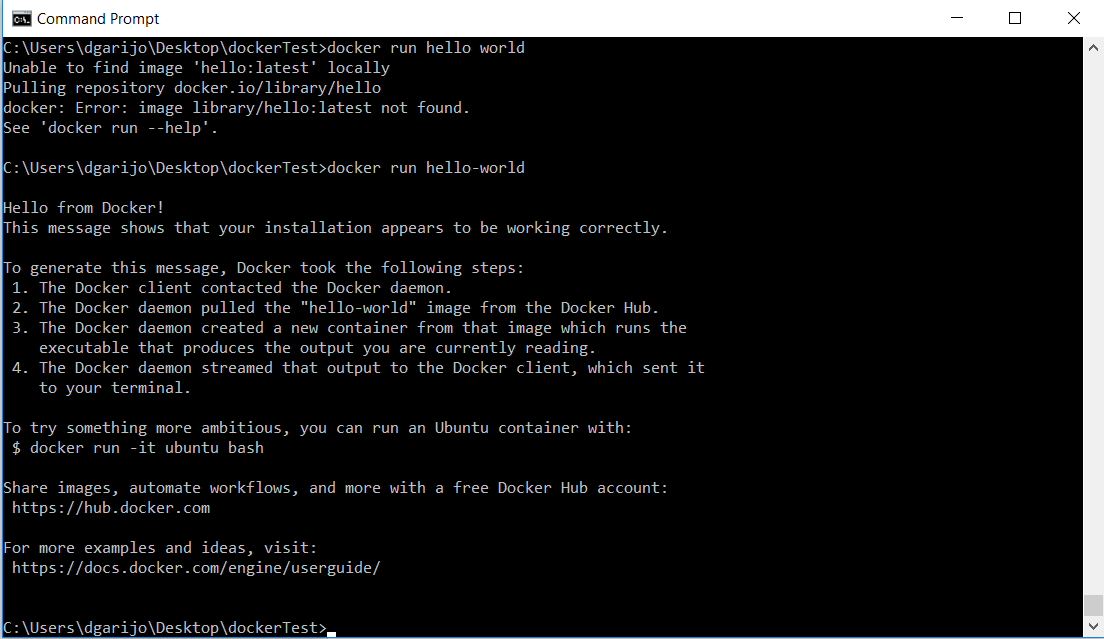 Command Prompt
C:\Users\dgarijo\Desktop\dockerTest>docker run hello world
Unable to find image 'hello:latest' locally
Pulling repository docker.io/library/hello
docker: Error: image library/hello:latest not found.
See 'docker run --help'.
C:\Users\dgarijo\Desktop\dockerTest>docker run hello-world
Hello from Docker!
This message shows that your installation appears to be working correctly.
To generate this message, Docker took the following steps:
1. The Docker client contacted the Docker daemon.
2. The Docker daemon pulled the "hello-world" image from the Docker Hub.
3. The Docker daemon created a new container from that image which runs the
executable that produces the output you are currently reading.
4. The Docker daemon streamed that output to the Docker client, which sent it
to your terminal.
To try something more ambitious, you can run an Ubuntu container with:
$ docker run -it ubuntu bash
Share images, automate workflows, and more with a free Docker Hub account:
https://hub.docker.com
For more examples and ideas, visit:
https://docs.docker.com/engine/userguide/
C:\Users\dgarijo\Desktop\dockerTest>